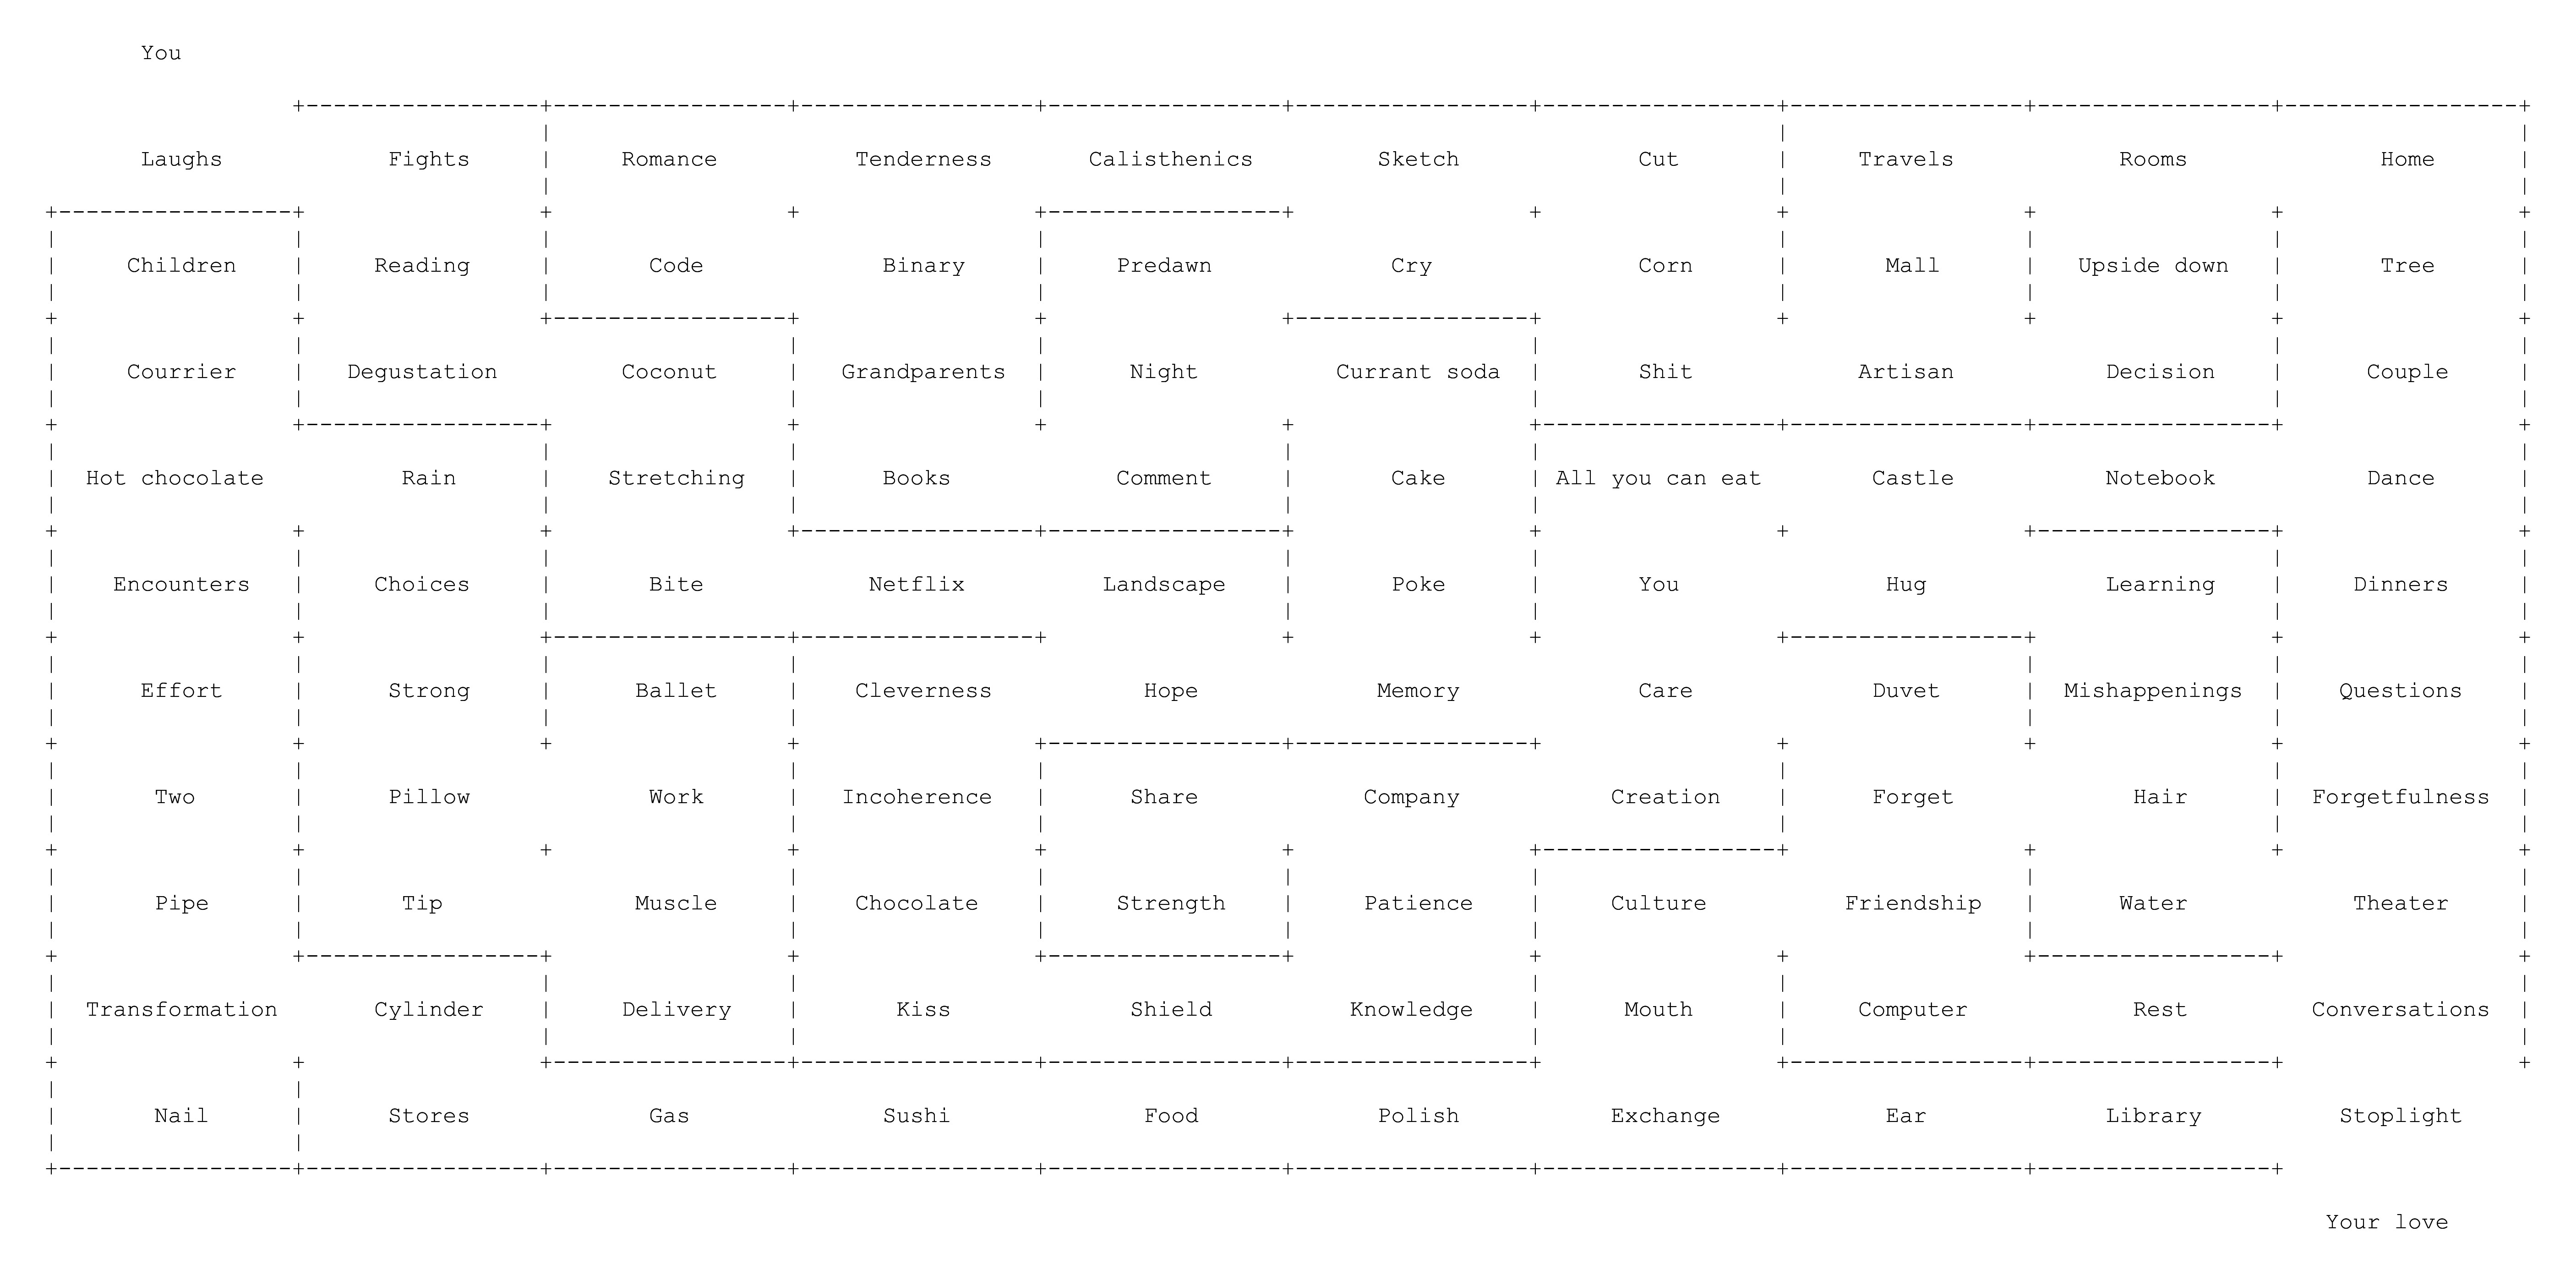 You
Laughs Fights Romance Tenderness Calisthenics Sketch Cut Travels Rooms Home
Children Reading Code Binary Predawn Cry Corn Mall Upside down Tree
Courrier Degustation Coconut Grandparents Night Currant soda Shit Artisan Decision Couple
Hot chocolate Rain Stretching Books Comment Cake All you can eat Castle Notebook Dance
Encounters Choices Bite Netflix Landscape Poke You Hug Learning Dinners
Effort Strong Ballet Cleverness Hope Memory Care Duvet Mishappenings Questions
Two Pillow Work Incoherence Share Company Creation Forget Hair Forgetfulness
Pipe Tip Muscle Chocolate Strength Patience Culture Friendship Water Theater
Transformation Cylinder Delivery Kiss Shield Knowledge Mouth Computer Rest Conversations
Nail Stores Gas Sushi Food Polish Exchange Ear Library Stoplight
Your love